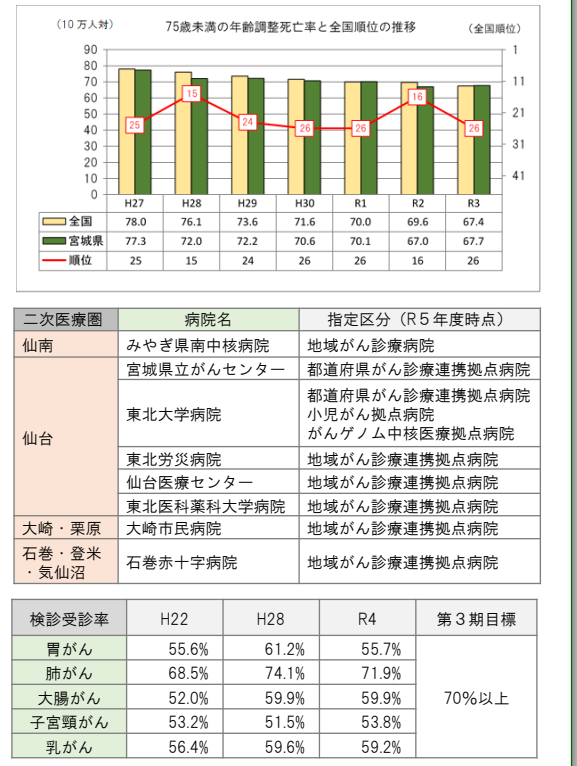 (10万人対) 75歳未満の年齢調整死亡率と全国順位の推移 (全国順位)
90 1
80
70 11
60
50 21
40
30 31
20
10 41
0
25 15 24 26 26 16 26
H27 H28 H29 H30 R1 R2 R3
全国 78.0 76.1 73.6 71.6 70.0 69.6 67.4
宮城県 77.3 72.0 72.2 70.6 70.1 67.0 67.7
順位 25 15 24 26 26 16 26
二次医療圏 病院名 指定区分（R５年度時点）
仙南 みやぎ県南中核病院 地域がん診療病院
仙台 宮城県立がんセンター 都道府県がん診療連携拠点病院
東北大学病院 都道府県がん診療連携拠点病院
小児がん拠点病院
がんゲノム中核医療拠点病院
東北労災病院 地域がん診療連携拠点病院
仙台医療センター 地域がん診療連携拠点病院
東北医科薬科大学病院 地域がん診療連携拠点病院
大崎・栗原 大崎市民病院 地域がん診療連携拠点病院
石巻・登米
・気仙沼 石巻赤十字病院 地域がん診療連携拠点病院
検診受診率 H22 H28 R4 第３期目標
胃がん 55.6% 61.2% 55.7%
肺がん 68.5% 74.1% 71.9%
大腸がん 52.0% 59.9% 59.9% 70%以上
子宮頸がん 53.2% 51.5% 53.8%
乳がん 56.4% 59.6% 59.2%